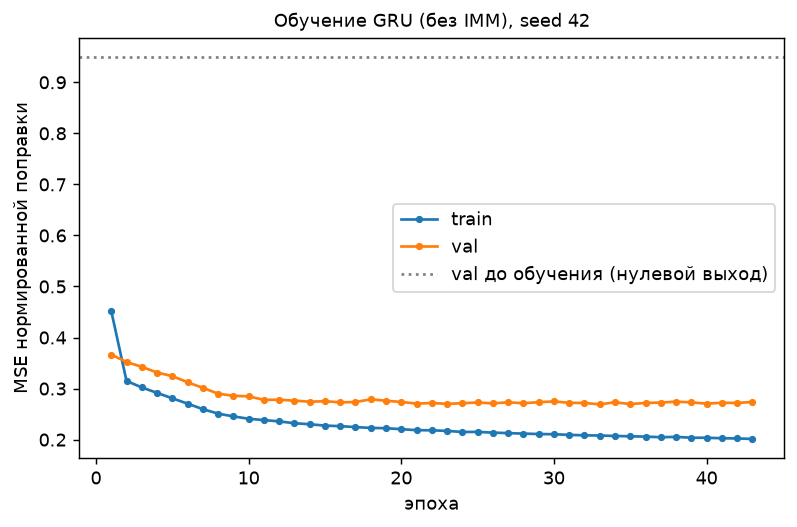 Обучение GRU (без IMM), seed 42
MSE нормированной поправки
0.9
0.8
0.7
0.6
0.5
0.4
0.3
0.2
train
val
val до обучения (нулевой выход)
0 10 20 30 40
эпоха